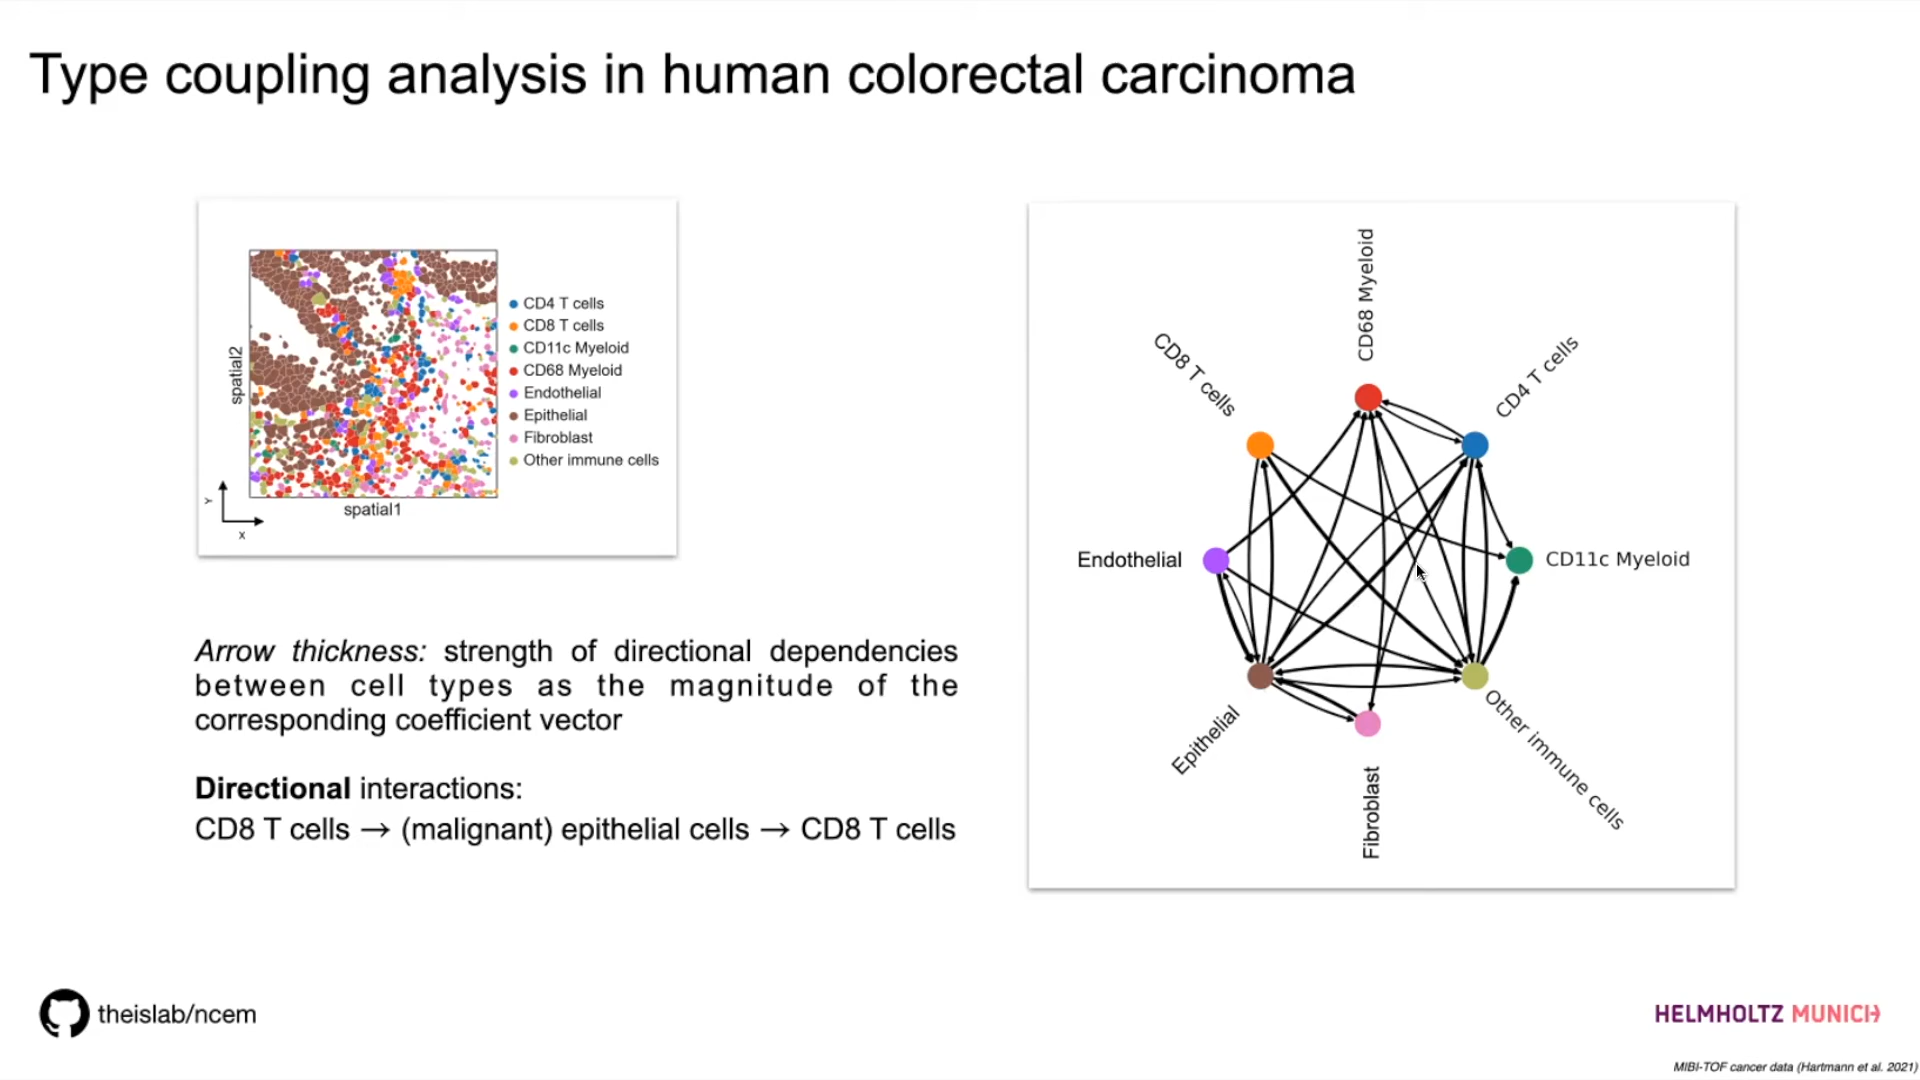 Type coupling analysis in human colorectal carcinoma
spatial2
CD4 T cells
CD8 T cells
CD11c Myeloid
CD68 Myeloid
Endothelial
Epithelial
Fibroblast
Other immune cells
Y
spatial1
X
Arrow thickness: strength of directional dependencies
between cell types as the magnitude of the
corresponding coefficient vector
Directional interactions:
CD8 T cells → (malignant) epithelial cells → CD8 T cells
CD68 Myeloid
CD8 T cells
CD4 T cells
Endothelial
CD11c Myeloid
Epithelial
Other immune cells
Fibroblast
theislab/ncem
HELMHOLTZ MUNICH
MIBI-TOF cancer data (Hartmann et al. 2021)